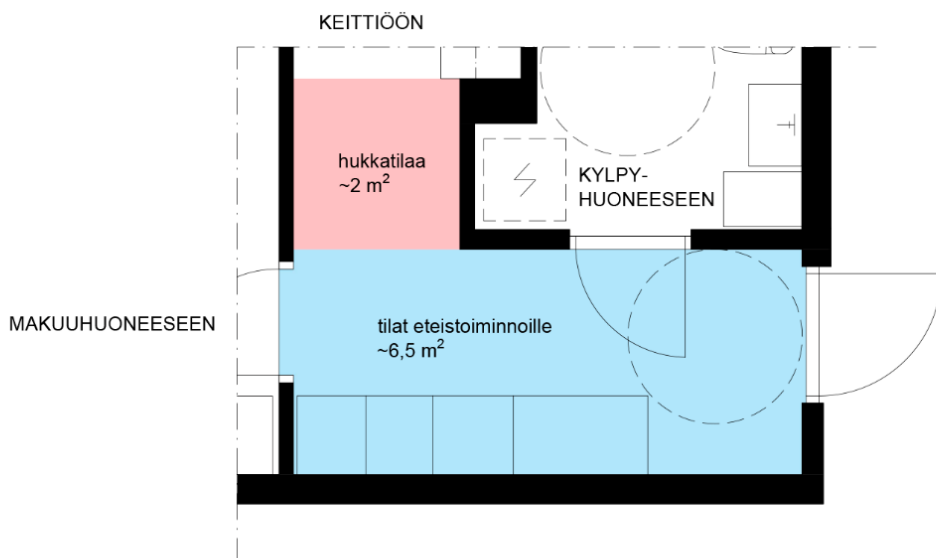 KEITTIÖÖN
hukkatilaa
~2 m²
KYLPY-
HUONEESEEN
MAKUUHUONEESEEN
tilat eteistoiminnoille
~6,5 m²